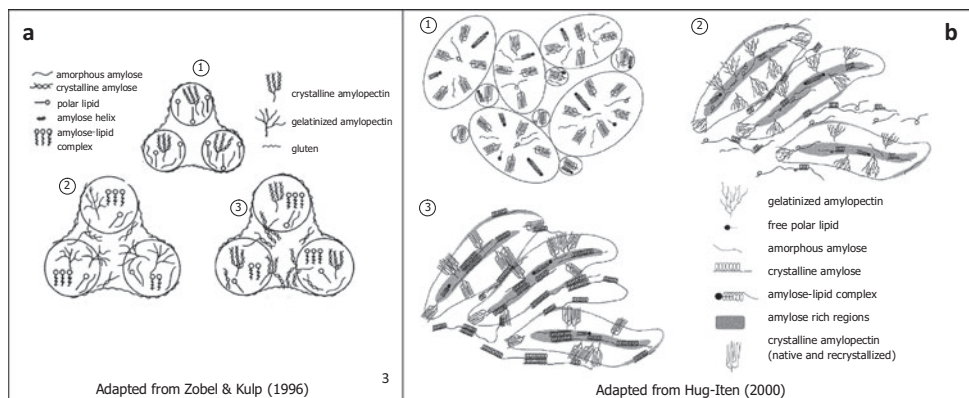 a
amorphous amylose
crystalline amylose
polar lipid
amylose helix
amylose-lipid
complex
1
crystalline amylopectin
gelatinized amylopectin
gluten
2
3
Adapted from Zobel & Kulp (1996)
3
b
1
2
3
gelatinized amylopectin
free polar lipid
amorphous amylose
crystalline amylose
amylose-lipid complex
amylose rich regions
crystalline amylopectin
(native and recrystallized)
Adapted from Hug-Iten (2000)